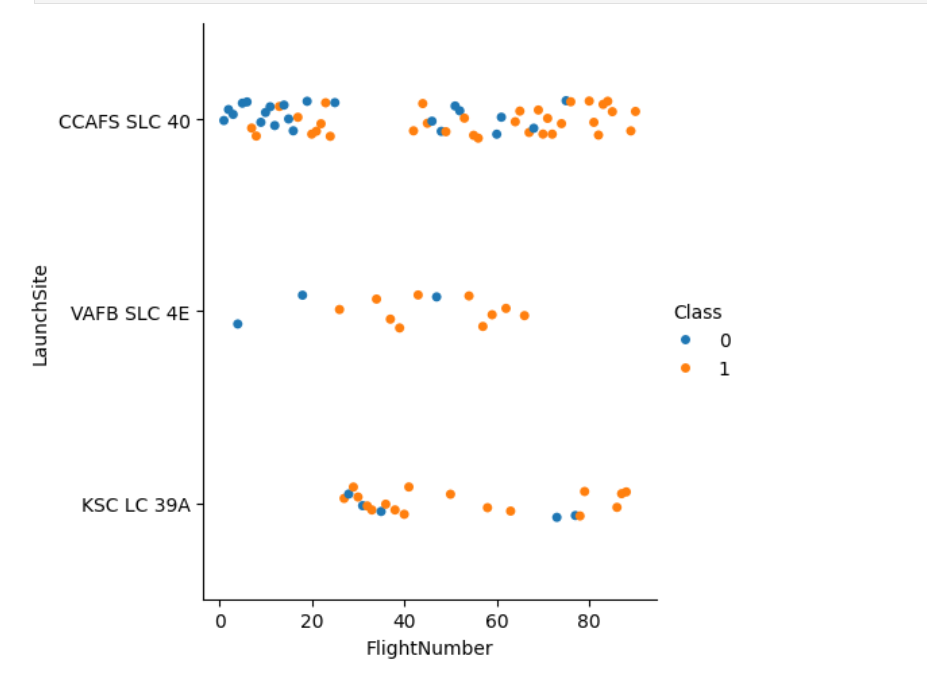 CCAFS SLC 40
VAFB SLC 4E
KSC LC 39A
LaunchSite
0 20 40 60 80
FlightNumber
Class
0
1